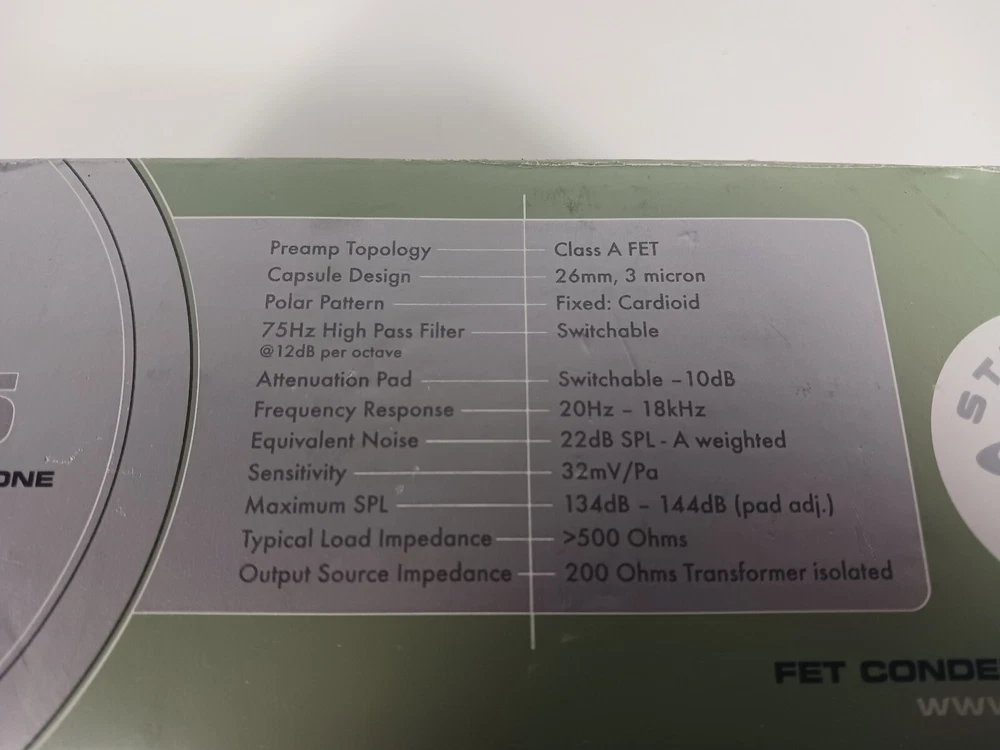 Preamp Topology Class A FET
Capsule Design 26mm, 3 micron
Polar Pattern Fixed: Cardioid
75Hz High Pass Filter Switchable
@12dB per octave
Attenuation Pad Switchable –10dB
Frequency Response 20Hz – 18kHz
Equivalent Noise 22dB SPL - A weighted
Sensitivity 32mV/Pa
Maximum SPL 134dB – 144dB (pad adj.)
Typical Load Impedance >500 Ohms
Output Source Impedance 200 Ohms Transformer isolated
5
ONE
ST
FET CONDE
www